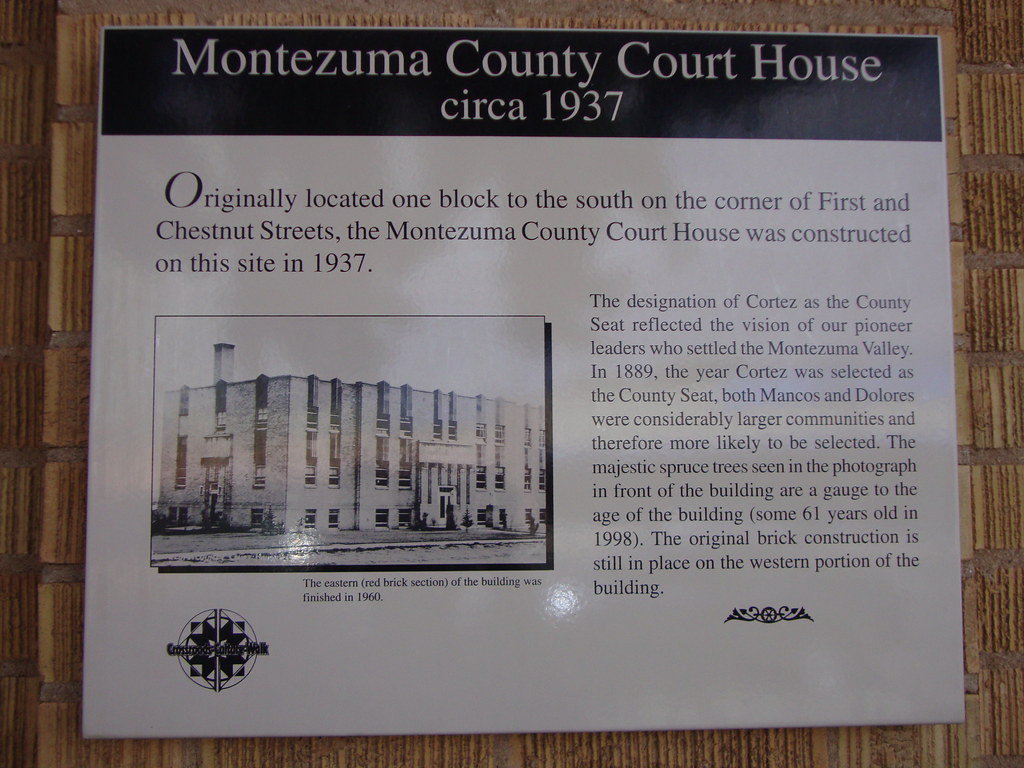 Montezuma County Court House
circa 1937
Originally located one block to the south on the corner of First and
Chestnut Streets, the Montezuma County Court House was constructed
on this site in 1937.
The designation of Cortez as the County
Seat reflected the vision of our pioneer
leaders who settled the Montezuma Valley.
In 1889, the year Cortez was selected as
the County Seat, both Mancos and Dolores
were considerably larger communities and
therefore more likely to be selected. The
majestic spruce trees seen in the photograph
in front of the building are a gauge to the
age of the building (some 61 years old in
1998). The original brick construction is
still in place on the western portion of the
building.
The eastern (red brick section) of the building was
finished in 1960.
Crossroads Culture Walk